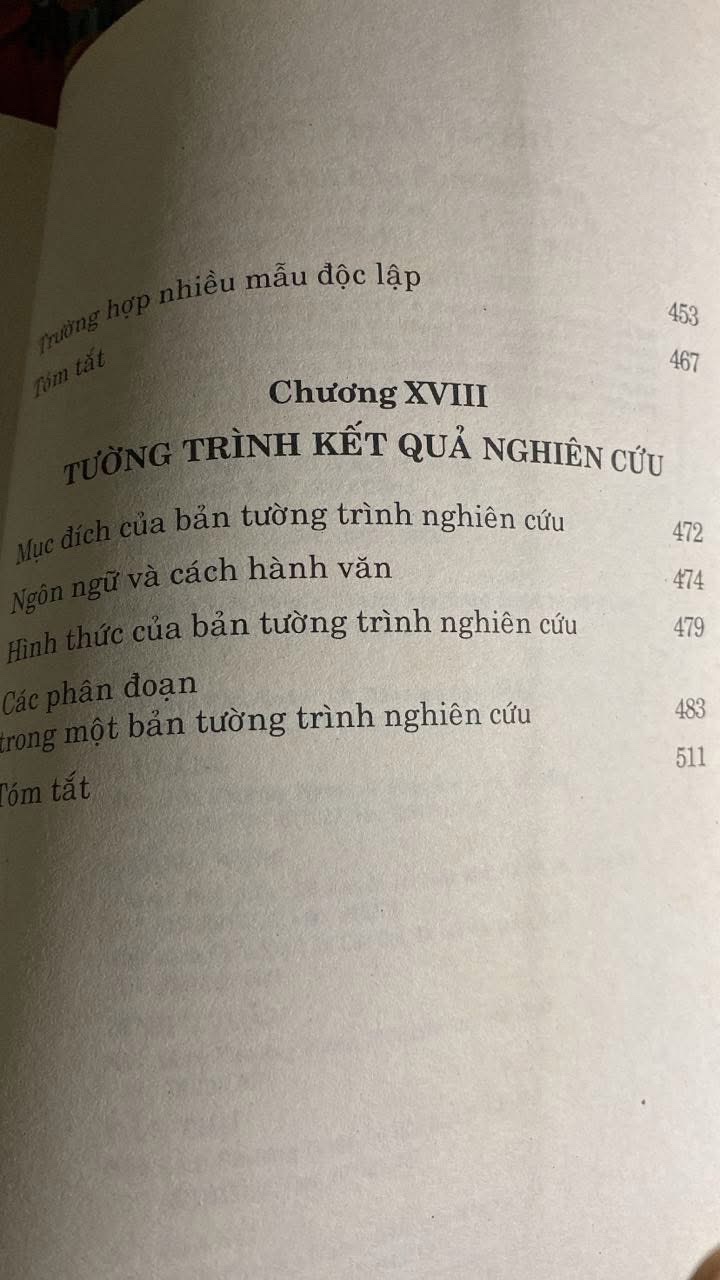 Trường hợp nhiều mẫu độc lập 453
Tóm tắt 467
Chương XVIII
TƯỜNG TRÌNH KẾT QUẢ NGHIÊN CỨU
Mục đích của bản tường trình nghiên cứu 472
Ngôn ngữ và cách hành văn 474
Hình thức của bản tường trình nghiên cứu 479
Các phân đoạn
trong một bản tường trình nghiên cứu 483
Tóm tắt 511